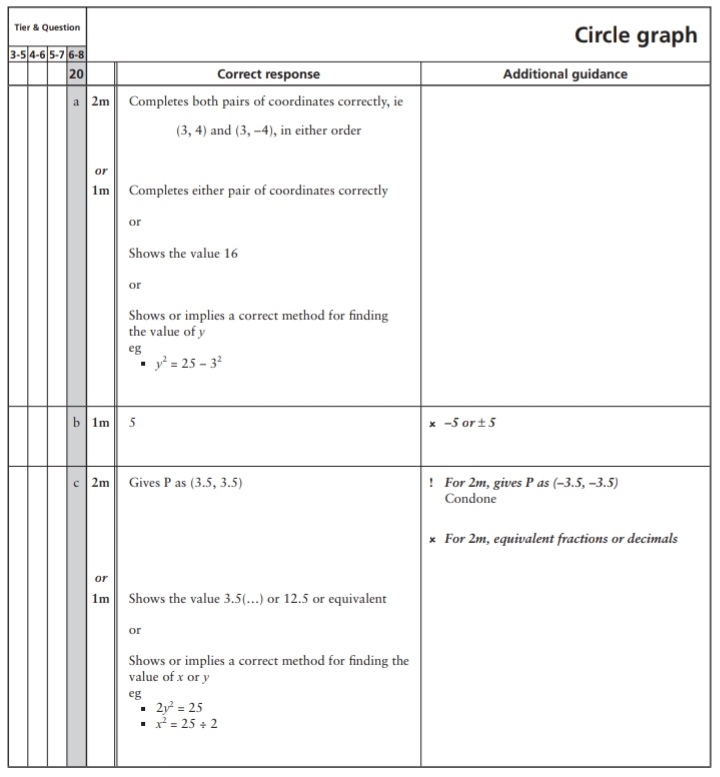 Tier & Question
Circle graph
3-5 4-6 5-7 6-8
20 Correct response Additional guidance
a 2m Completes both pairs of coordinates correctly, ie
(3, 4) and (3, –4), in either order
or
1m Completes either pair of coordinates correctly
or
Shows the value 16
or
Shows or implies a correct method for finding
the value of y
eg
▪ y² = 25 – 3²
b 1m 5 × –5 or ± 5
c 2m Gives P as (3.5, 3.5) ! For 2m, gives P as (–3.5, –3.5)
Condone
× For 2m, equivalent fractions or decimals
or
1m Shows the value 3.5(...) or 12.5 or equivalent
or
Shows or implies a correct method for finding the
value of x or y
eg
▪ 2y² = 25
▪ x² = 25 ÷ 2